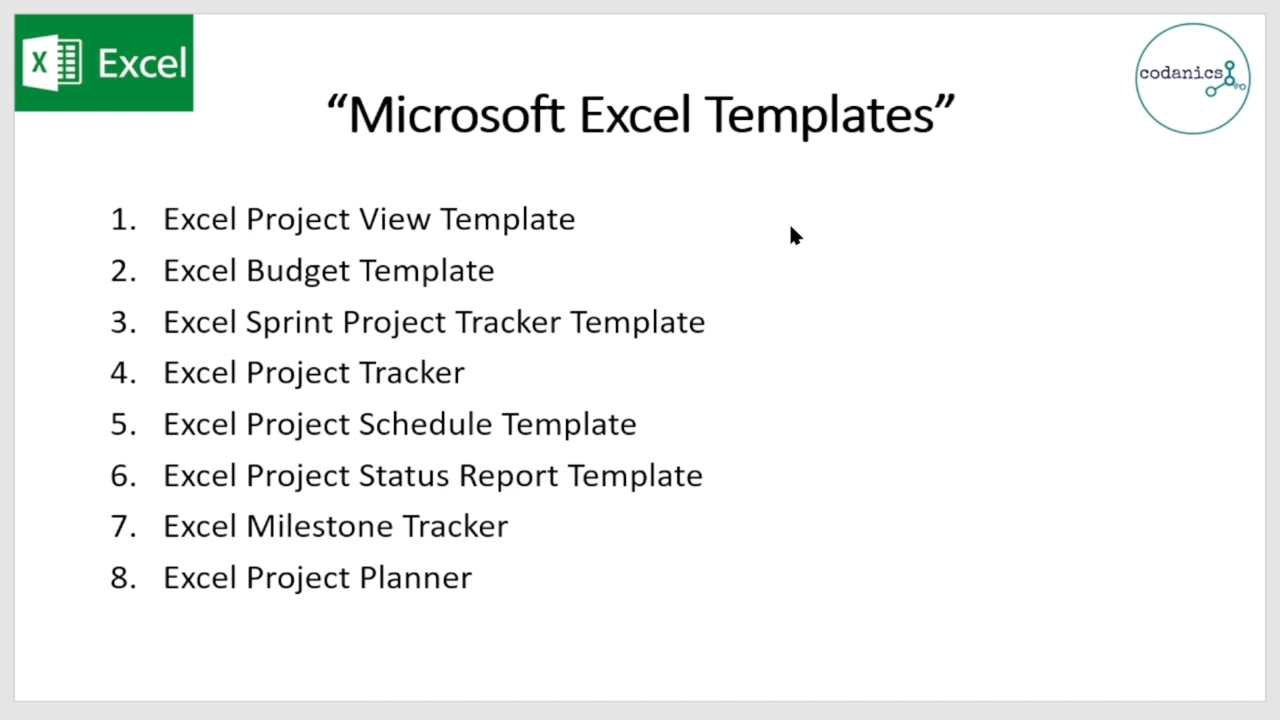 X Excel
codanics
“Microsoft Excel Templates”
1. Excel Project View Template
2. Excel Budget Template
3. Excel Sprint Project Tracker Template
4. Excel Project Tracker
5. Excel Project Schedule Template
6. Excel Project Status Report Template
7. Excel Milestone Tracker
8. Excel Project Planner